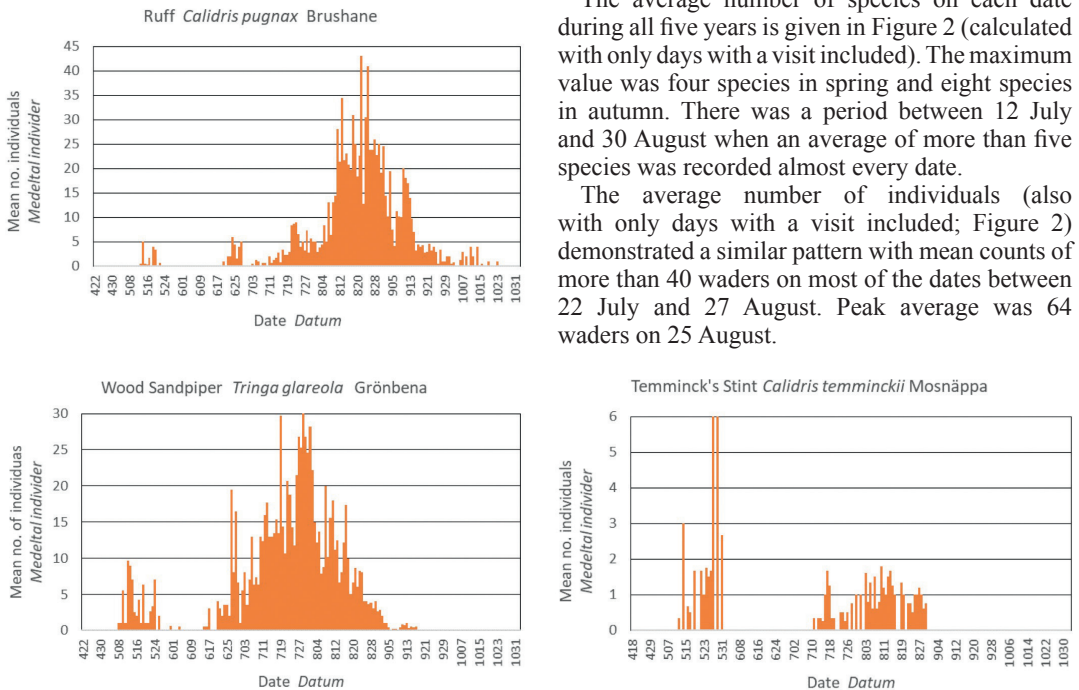 Ruff Calidris pugnax Brushane
Mean no. individuals
Medeltal individer
45
40
35
30
25
20
15
10
5
0
422 430 508 516 524 601 609 617 625 703 711 719 727 804 812 820 828 905 913 921 929 1007 1015 1023 1031
Date Datum
The average number of species on each date
during all five years is given in Figure 2 (calculated
with only days with a visit included). The maximum
value was four species in spring and eight species
in autumn. There was a period between 12 July
and 30 August when an average of more than five
species was recorded almost every date.
The average number of individuals (also
with only days with a visit included; Figure 2)
demonstrated a similar pattern with mean counts of
more than 40 waders on most of the dates between
22 July and 27 August. Peak average was 64
waders on 25 August.
Wood Sandpiper Tringa glareola Grönbena
Mean no. of individuas
Medeltal individer
30
25
20
15
10
5
0
422 430 508 516 524 601 609 617 625 703 711 719 727 804 812 820 828 905 913 921 929 1007 1015 1023 1031
Date Datum
Temminck's Stint Calidris temminckii Mosnäppa
Mean no. individuals
Medeltal individer
6
5
4
3
2
1
0
418 429 507 515 523 531 608 616 624 702 710 718 726 803 811 819 827 904 912 920 928 1006 1014 1022 1030
Date Datum